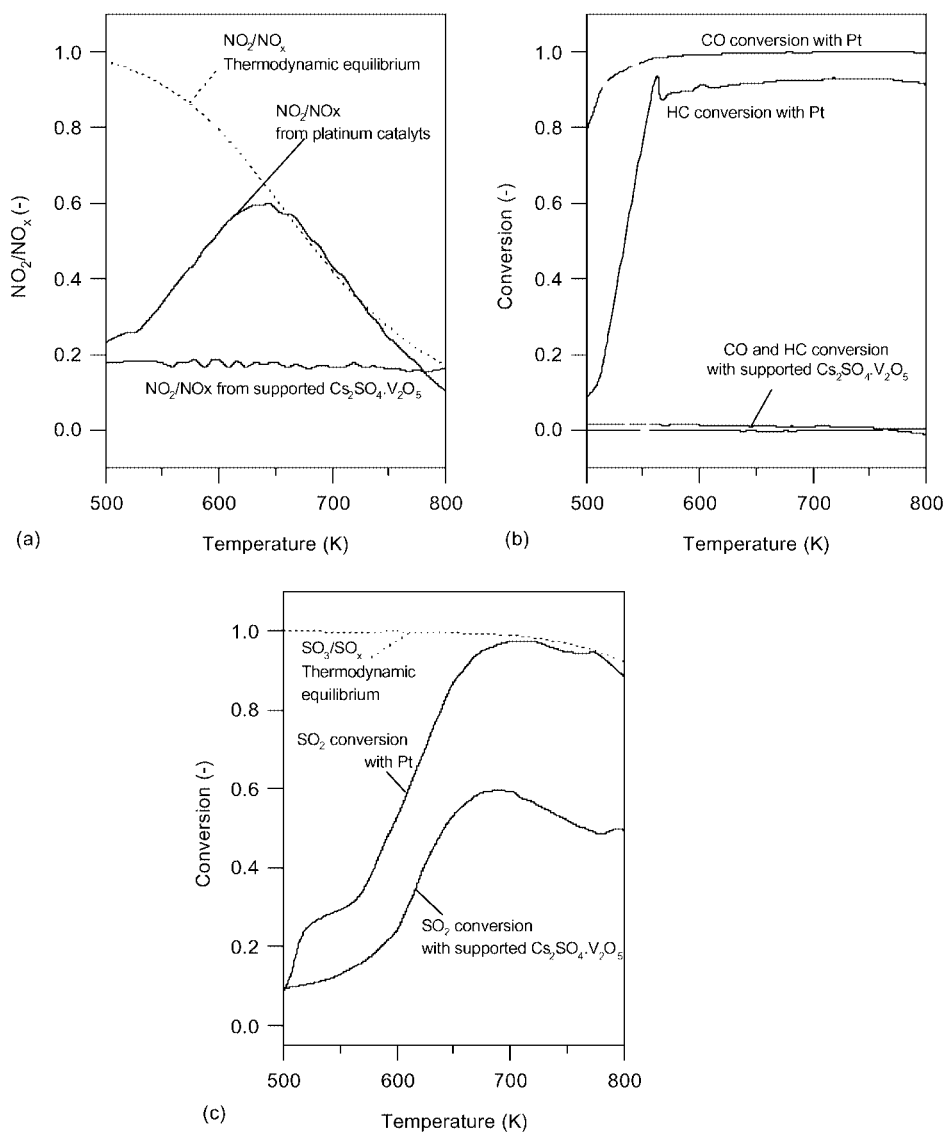 NO2/NOx
Thermodynamic equilibrium
NO2/NOx
from platinum catalyts
NO2/NOx from supported Cs2SO4.V2O5
NO2/NOx (-)
1.0
0.8
0.6
0.4
0.2
0.0
500
600
700
800
(a)
Temperature (K)
CO conversion with Pt
HC conversion with Pt
CO and HC conversion
with supported Cs2SO4.V2O5
Conversion (-)
1.0
0.8
0.6
0.4
0.2
0.0
500
600
700
800
(b)
Temperature (K)
SO3/SOx
Thermodynamic
equilibrium
SO2 conversion
with Pt
SO2 conversion
with supported Cs2SO4.V2O5
Conversion (-)
1.0
0.8
0.6
0.4
0.2
0.0
500
600
700
800
(c)
Temperature (K)